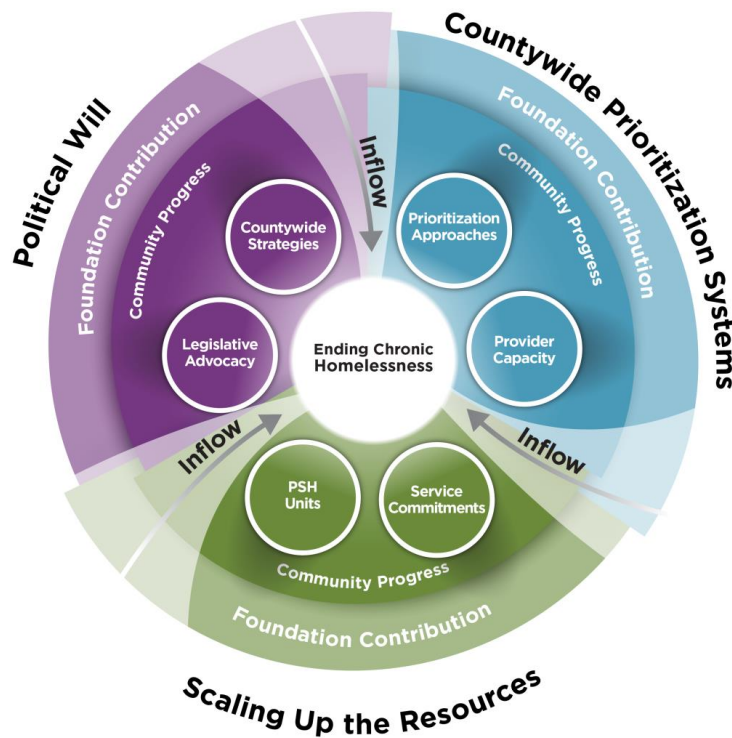 Political Will
Countywide Prioritization Systems
Scaling Up the Resources
Foundation Contribution
Community Progress
Foundation Contribution
Community Progress
Inflow
Countywide
Strategies
Prioritization
Approaches
Legislative
Advocacy
Ending Chronic
Homelessness
Provider
Capacity
Inflow
Inflow
PSH
Units
Service
Commitments
Community Progress
Foundation Contribution